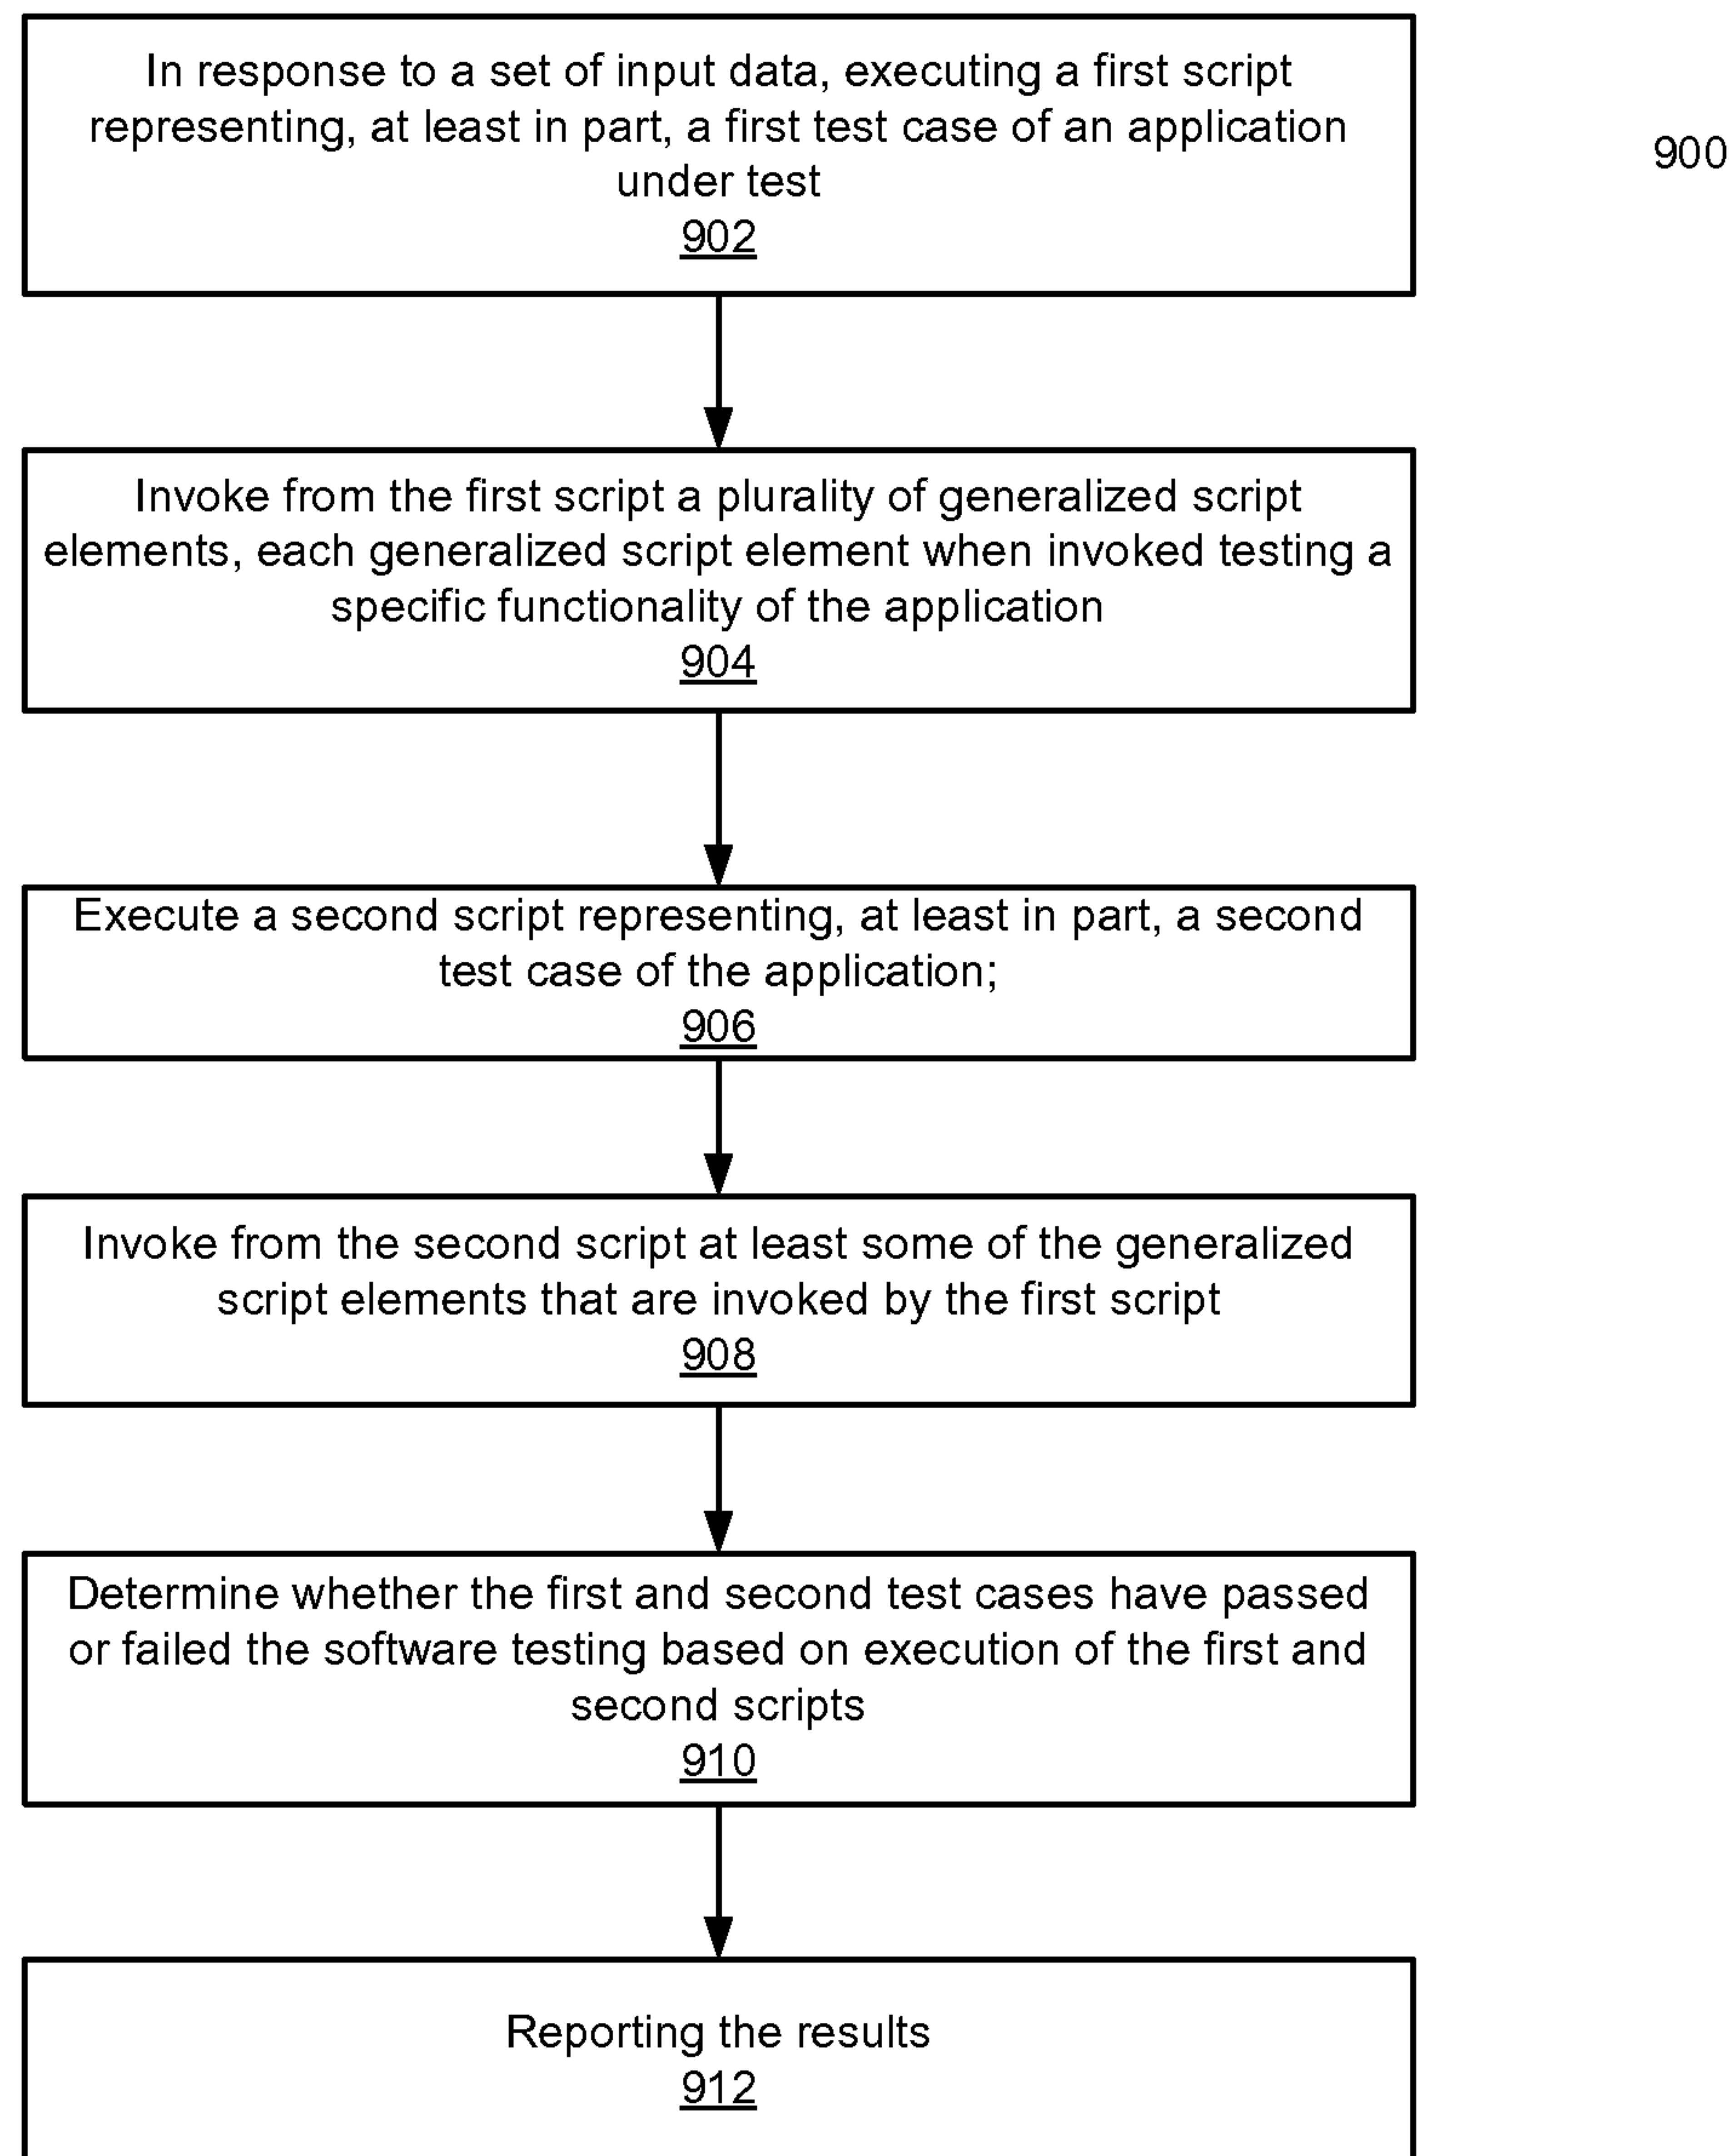 In response to a set of input data, executing a first script
representing, at least in part, a first test case of an application
under test
902
900
Invoke from the first script a plurality of generalized script
elements, each generalized script element when invoked testing a
specific functionality of the application
904
Execute a second script representing, at least in part, a second
test case of the application;
906
Invoke from the second script at least some of the generalized
script elements that are invoked by the first script
908
Determine whether the first and second test cases have passed
or failed the software testing based on execution of the first and
second scripts
910
Reporting the results
912